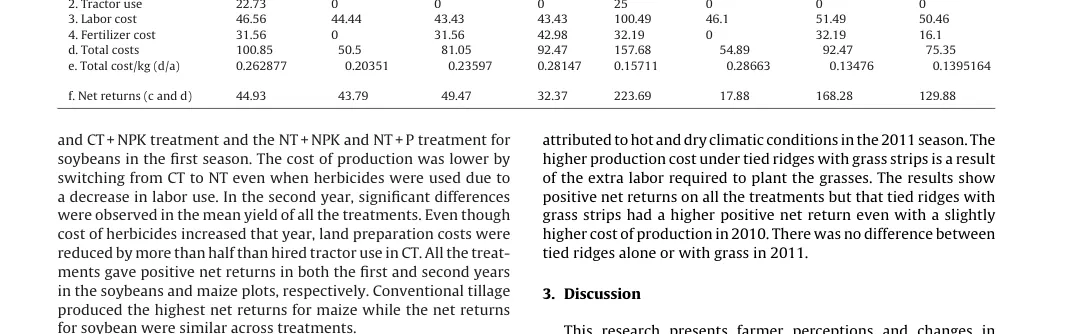 2. Tractor use 22.73 0 0 0 25 0 0 0
3. Labor cost 46.56 44.44 43.43 43.43 100.49 46.1 51.49 50.46
4. Fertilizer cost 31.56 0 31.56 42.98 32.19 0 32.19 16.1
d. Total costs 100.85 50.5 81.05 92.47 157.68 54.89 92.47 75.35
e. Total cost/kg (d/a) 0.262877 0.20351 0.23597 0.28147 0.15711 0.28663 0.13476 0.1395164
f. Net returns (c and d) 44.93 43.79 49.47 32.37 223.69 17.88 168.28 129.88
and CT + NPK treatment and the NT + NPK and NT + P treatment for
soybeans in the first season. The cost of production was lower by
switching from CT to NT even when herbicides were used due to
a decrease in labor use. In the second year, significant differences
were observed in the mean yield of all the treatments. Even though
cost of herbicides increased that year, land preparation costs were
reduced by more than half than hired tractor use in CT. All the treat-
ments gave positive net returns in both the first and second years
in the soybeans and maize plots, respectively. Conventional tillage
produced the highest net returns for maize while the net returns
for soybean were similar across treatments.
attributed to hot and dry climatic conditions in the 2011 season. The
higher production cost under tied ridges with grass strips is a result
of the extra labor required to plant the grasses. The results show
positive net returns on all the treatments but that tied ridges with
grass strips had a higher positive net return even with a slightly
higher cost of production in 2010. There was no difference between
tied ridges alone or with grass in 2011.
3. Discussion
This research presents farmer perceptions and changes in